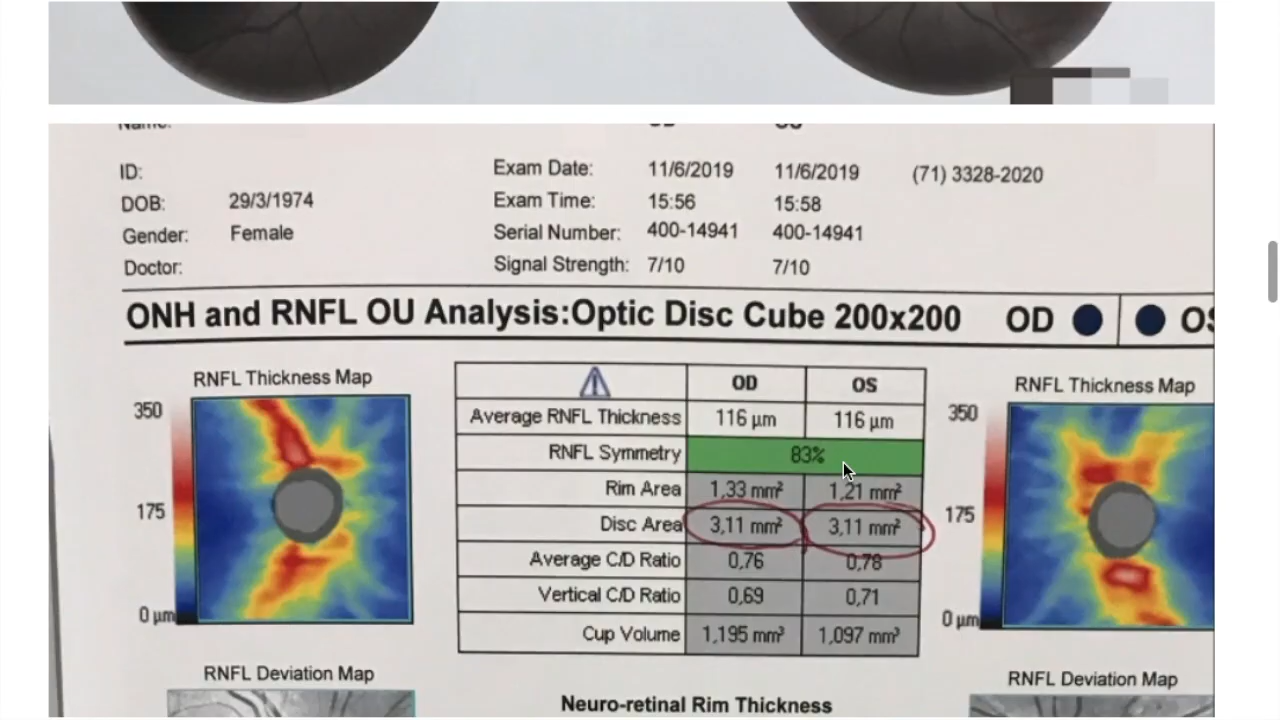 Name: OD OS
ID: Exam Date: 11/6/2019 11/6/2019 (71) 3328-2020
DOB: 29/3/1974 Exam Time: 15:56 15:58
Gender: Female Serial Number: 400-14941 400-14941
Doctor: Signal Strength: 7/10 7/10
ONH and RNFL OU Analysis:Optic Disc Cube 200x200 OD OS
RNFL Thickness Map
350
175
0 µm
OD OS
Average RNFL Thickness 116 µm 116 µm
RNFL Symmetry 83%
Rim Area 1,33 mm² 1,21 mm²
Disc Area 3,11 mm² 3,11 mm²
Average C/D Ratio 0,76 0,78
Vertical C/D Ratio 0,69 0,71
Cup Volume 1,195 mm³ 1,097 mm³
RNFL Thickness Map
350
175
0 µm
RNFL Deviation Map
Neuro-retinal Rim Thickness
RNFL Deviation Map